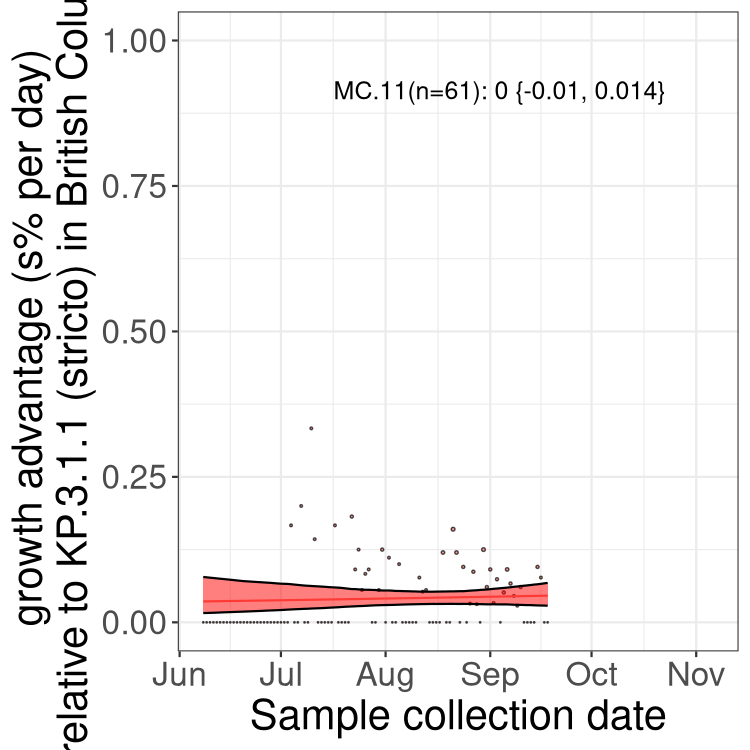 growth advantage (s% per day)
relative to KP.3.1.1 (stricto) in British Colu
1.00
0.75
0.50
0.25
0.00
MC.11(n=61): 0 {-0.01, 0.014}
Jun Jul Aug Sep Oct Nov
Sample collection date